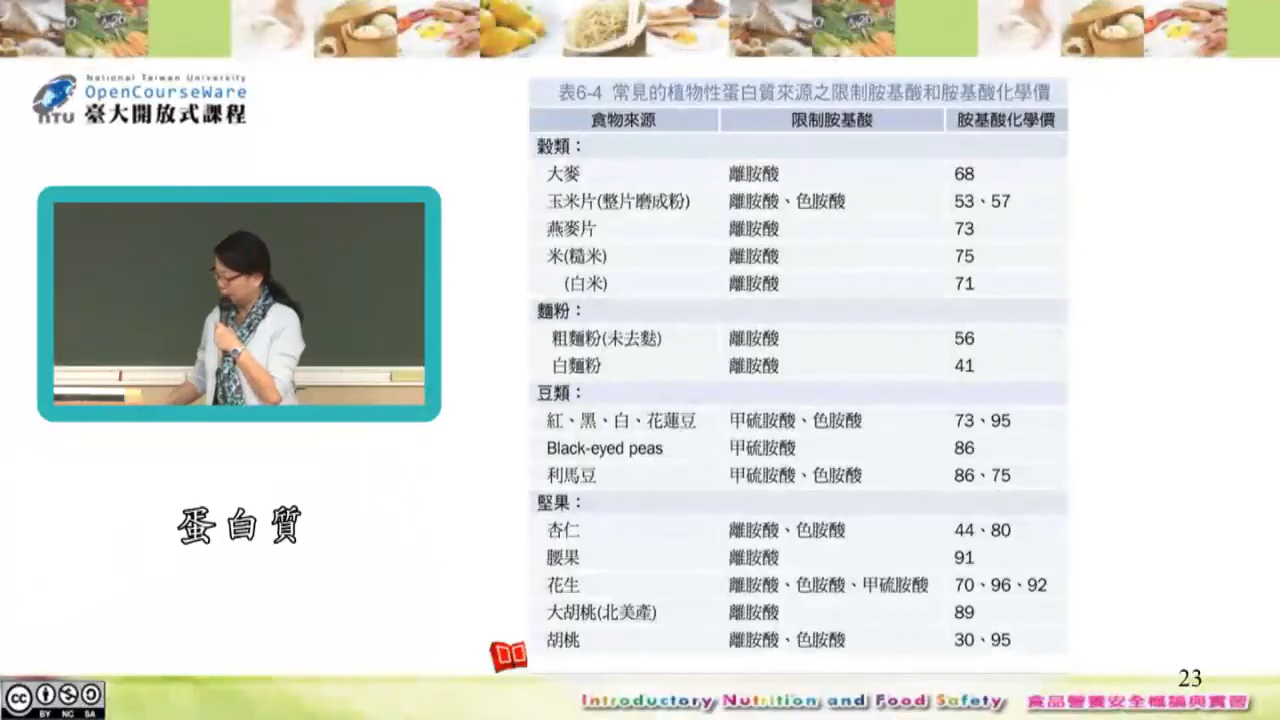 National Taiwan University
OpenCourseWare
NTU 臺大開放式課程
表6-4 常見的植物性蛋白質來源之限制胺基酸和胺基酸化學價
食物來源 限制胺基酸 胺基酸化學價
穀類：
大麥 離胺酸 68
玉米片(整片磨成粉) 離胺酸、色胺酸 53、57
燕麥片 離胺酸 73
米(糙米) 離胺酸 75
(白米) 離胺酸 71
麵粉：
粗麵粉(未去麩) 離胺酸 56
白麵粉 離胺酸 41
豆類：
紅、黑、白、花蓮豆 甲硫胺酸、色胺酸 73、95
Black-eyed peas 甲硫胺酸 86
利馬豆 甲硫胺酸、色胺酸 86、75
堅果：
杏仁 離胺酸、色胺酸 44、80
腰果 離胺酸 91
花生 離胺酸、色胺酸、甲硫胺酸 70、96、92
大胡桃(北美產) 離胺酸 89
胡桃 離胺酸、色胺酸 30、95
蛋白質
23
cc BY NC SA
Introductory Nutrition and Food Safety 食品營養安全概論與實習